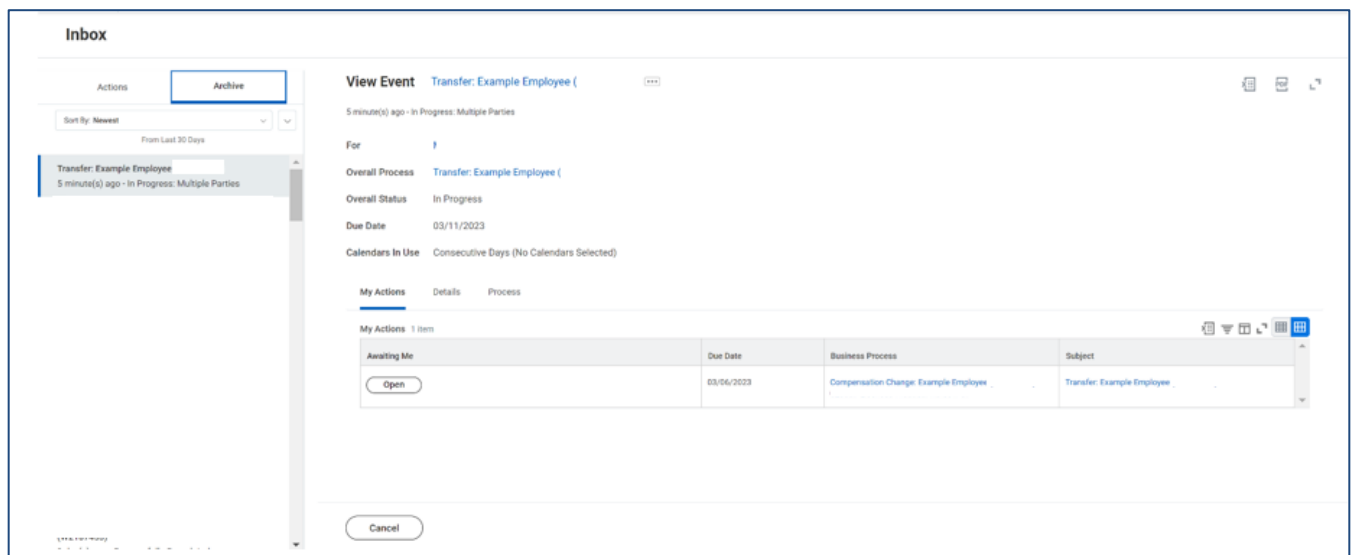 Inbox
Actions
Archive
Sort By: Newest
From Last 30 Days
Transfer: Example Employee
5 minute(s) ago - In Progress: Multiple Parties
View Event Transfer: Example Employee (
5 minute(s) ago - In Progress: Multiple Parties
For
Overall Process Transfer: Example Employee (
Overall Status In Progress
Due Date 03/11/2023
Calendars In Use Consecutive Days (No Calendars Selected)
My Actions Details Process
My Actions 1 item
Awaiting Me Due Date Business Process Subject
Open 03/06/2023 Compensation Change: Example Employee Transfer: Example Employee
Cancel